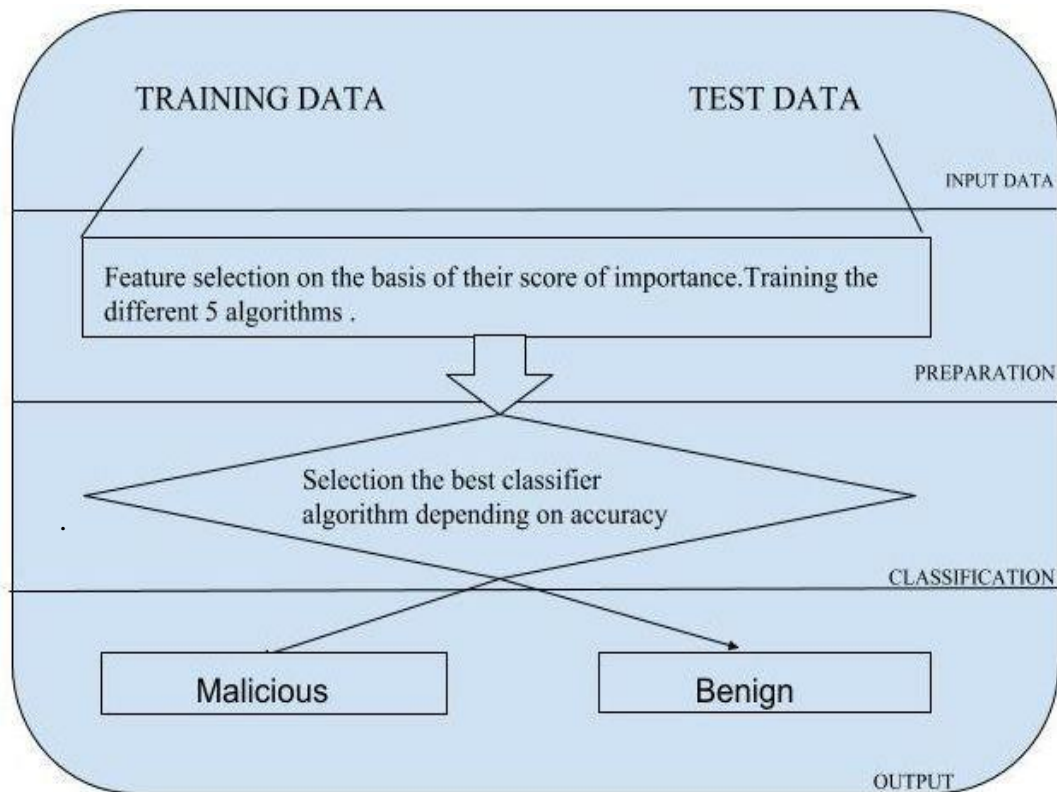 TRAINING DATA
TEST DATA
INPUT DATA
Feature selection on the basis of their score of importance.Training the
different 5 algorithms .
PREPARATION
Selection the best classifier
algorithm depending on accuracy
.
CLASSIFICATION
Malicious
Benign
OUTPUT